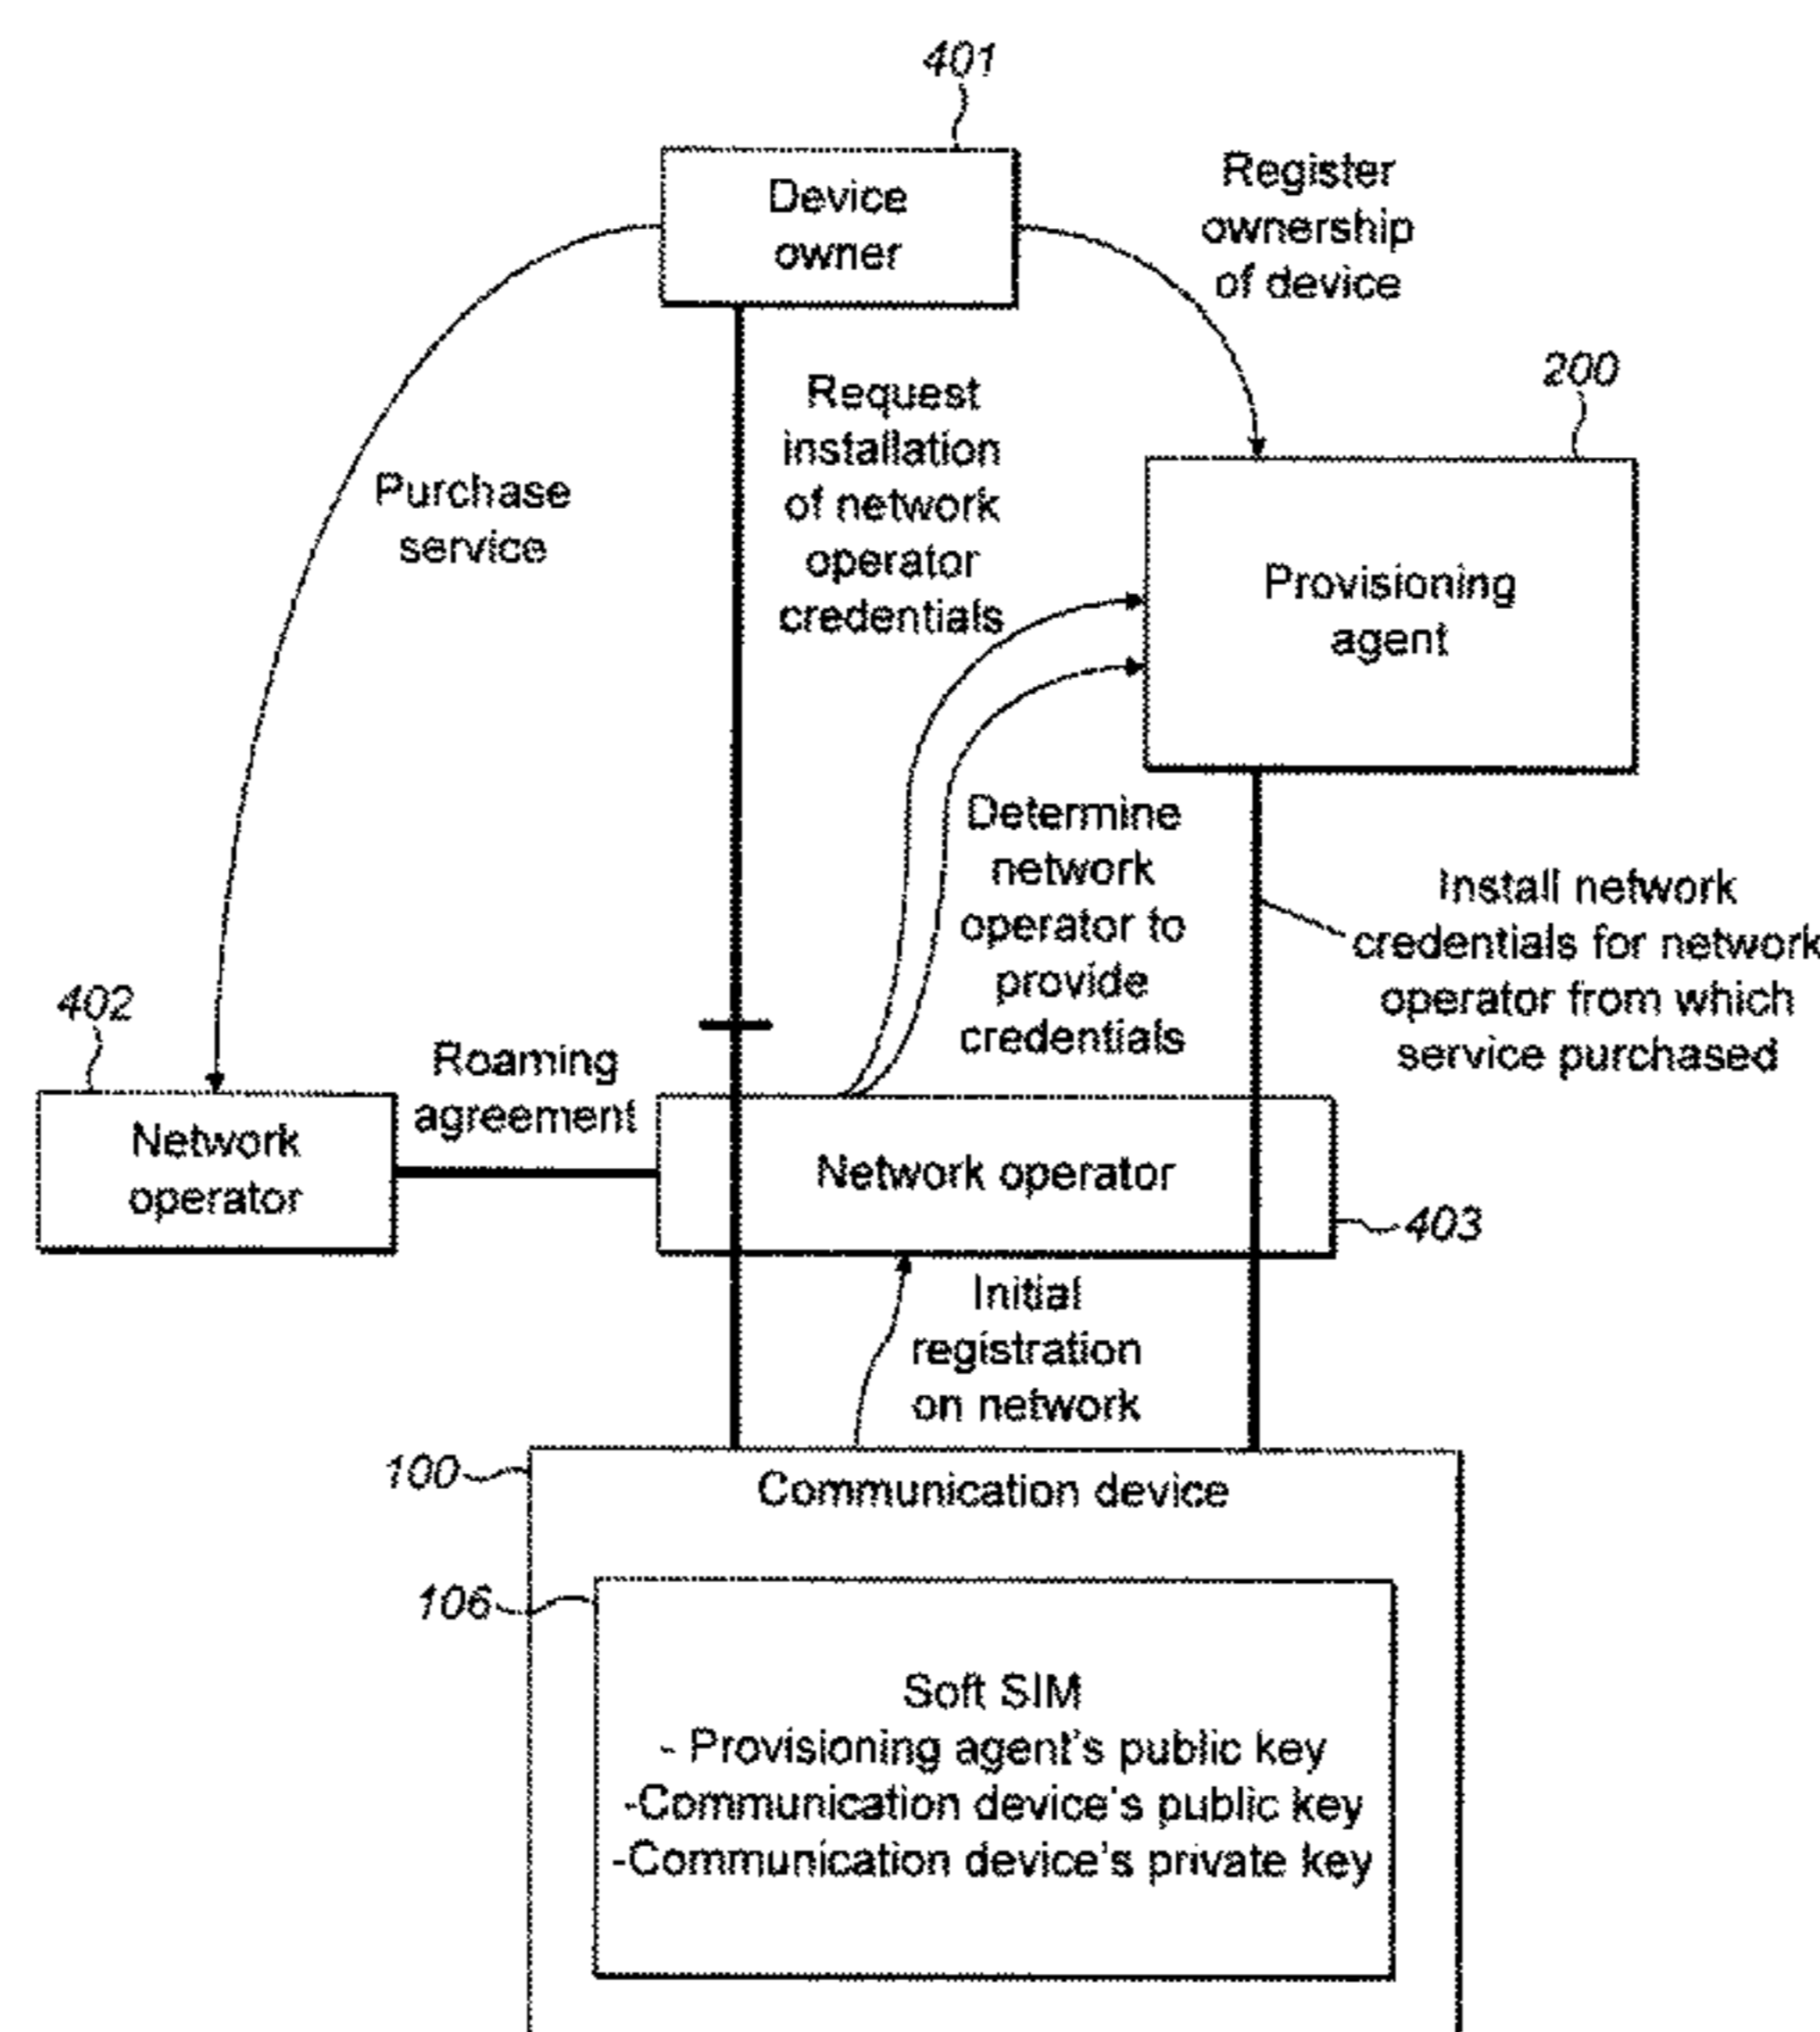 401
Device
owner
Register
ownership
of device
200
Request
installation
of network
operator
credentials
Purchase
service
Provisioning
agent
Determine
network
operator to
provide
credentials
Install network
credentials for network
operator from which
service purchased
402
Roaming
agreement
Network
operator
Network operator
403
Initial
registration
on network
100
Communication device
106
Soft SIM
- Provisioning agent's public key
-Communication device's public key
-Communication device's private key